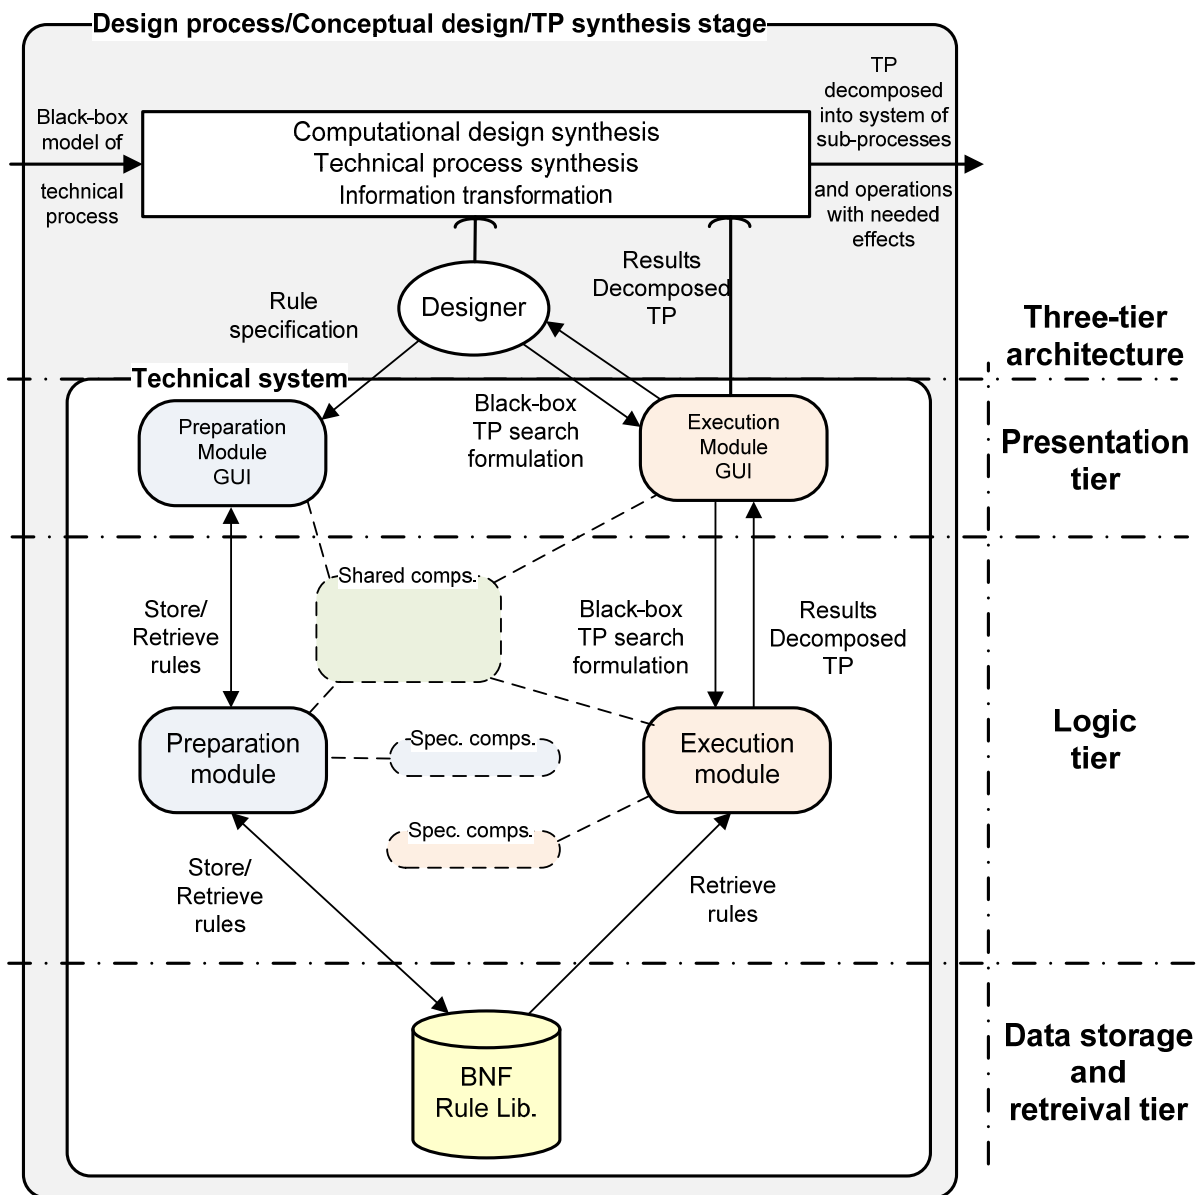 Design process/Conceptual design/TP synthesis stage
Black-box
model of
technical
process
Computational design synthesis
Technical process synthesis
Information transformation
TP
decomposed
into system of
sub-processes
and operations
with needed
effects
Designer
Rule
specification
Results
Decomposed
TP
Three-tier
architecture
Technical system
Preparation
Module
GUI
Black-box
TP search
formulation
Execution
Module
GUI
Presentation
tier
Shared comps.
Store/
Retrieve
rules
Black-box
TP search
formulation
Results
Decomposed
TP
Preparation
module
Spec. comps.
Execution
module
Logic
tier
Spec. comps.
Store/
Retrieve
rules
Retrieve
rules
BNF
Rule Lib.
Data storage
and
retreival tier